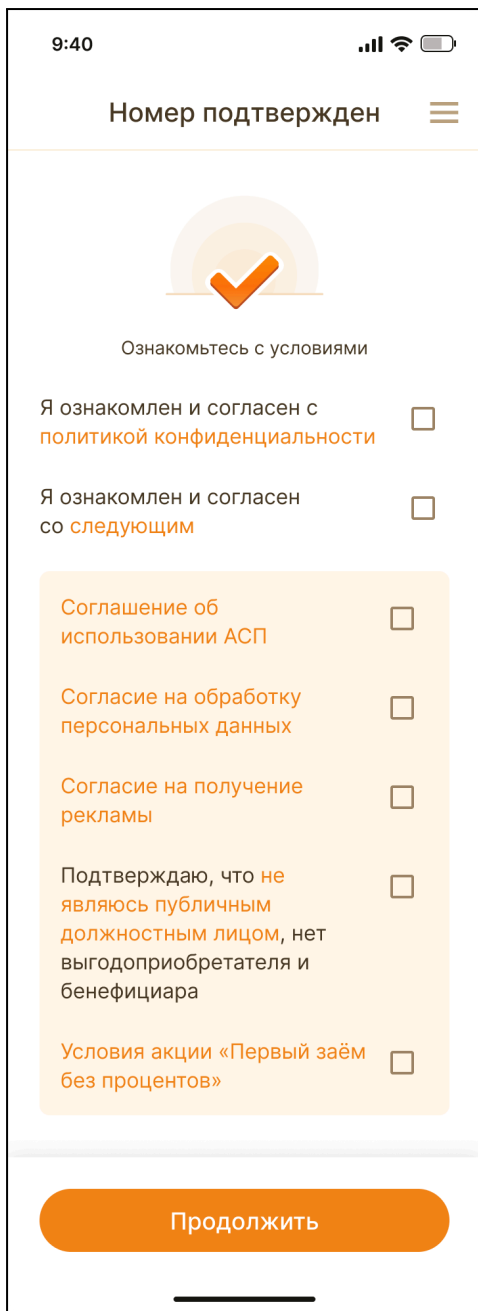 9:40
Номер подтвержден
Ознакомьтесь с условиями
Я ознакомлен и согласен с
политикой конфиденциальности
Я ознакомлен и согласен
со следующим
Соглашение об
использовании АСП
Согласие на обработку
персональных данных
Согласие на получение
рекламы
Подтверждаю, что не
являюсь публичным
должностным лицом, нет
выгодоприобретателя и
бенефициара
Условия акции «Первый заём
без процентов»
Продолжить